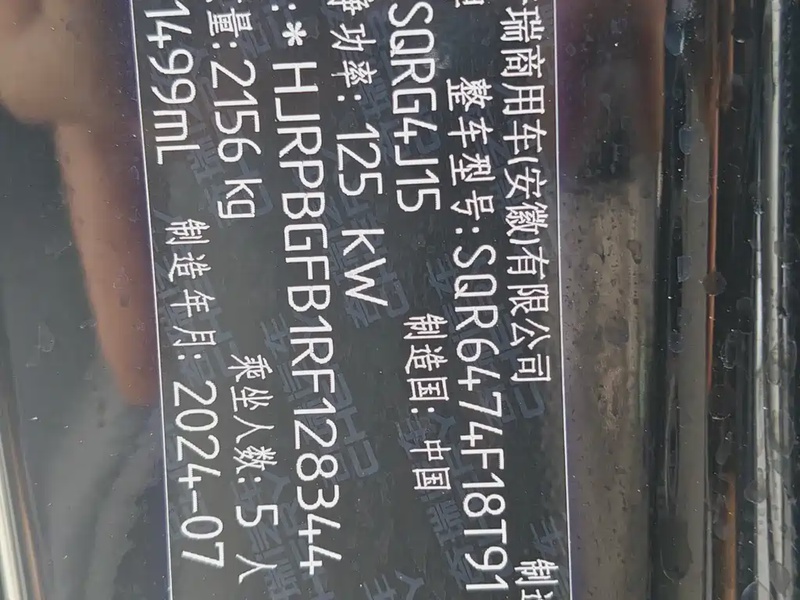 瑞商用车(安徽)有限公司 制
整车型号:SQR6474F18T91
SQRG4J15 制造国:中国
净功率:125 kW
:*HJRPBGFB1RF128344
量:2156 kg 乘坐人数:5 人
1499mL 制造年月:2024-07